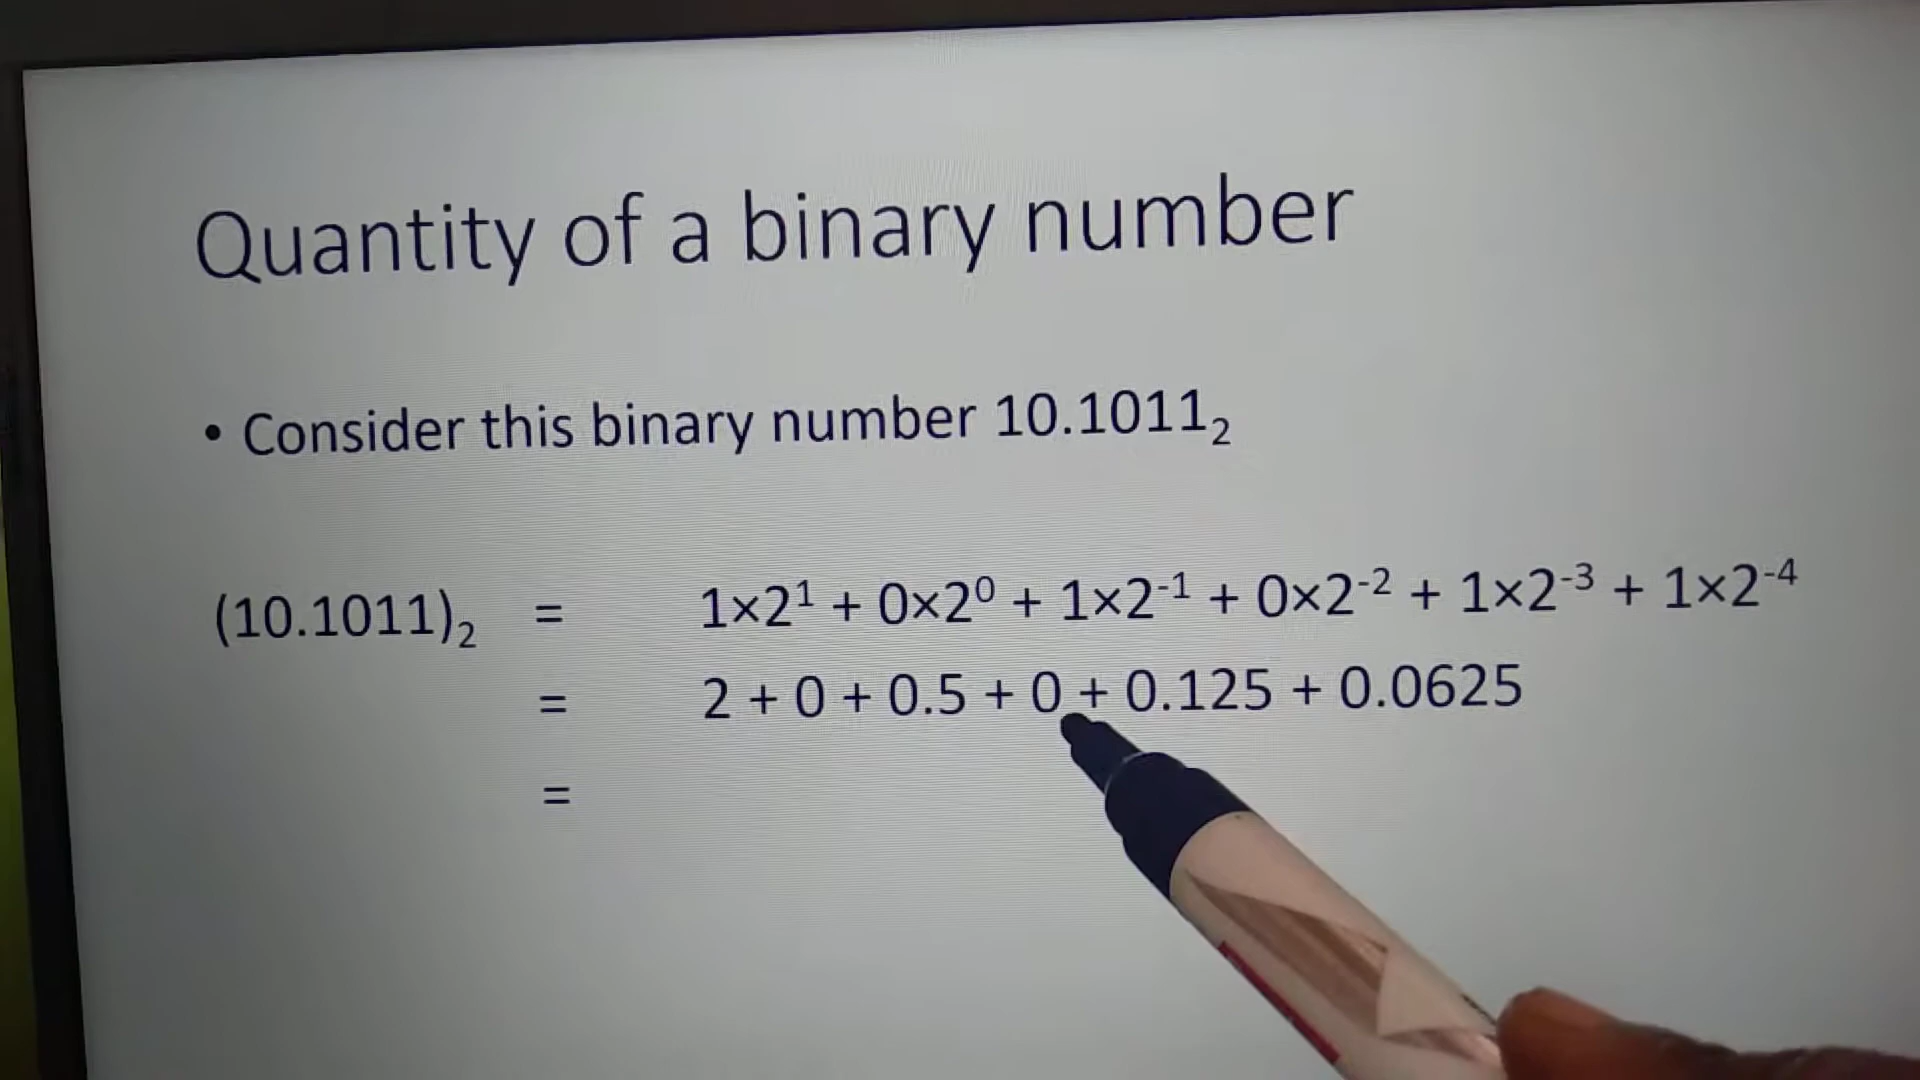 Quantity of a binary number
• Consider this binary number 10.1011₂
(10.1011)₂ = 1×2¹ + 0×2⁰ + 1×2⁻¹ + 0×2⁻² + 1×2⁻³ + 1×2⁻⁴
= 2 + 0 + 0.5 + 0 + 0.125 + 0.0625
=